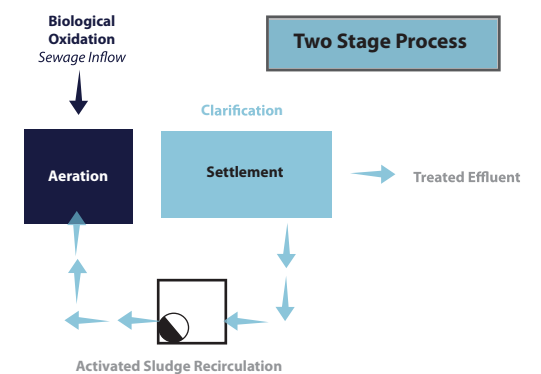 Biological
Oxidation
Sewage Inflow
Two Stage Process
Clarification
Aeration
Settlement
Treated Effluent
Activated Sludge Recirculation